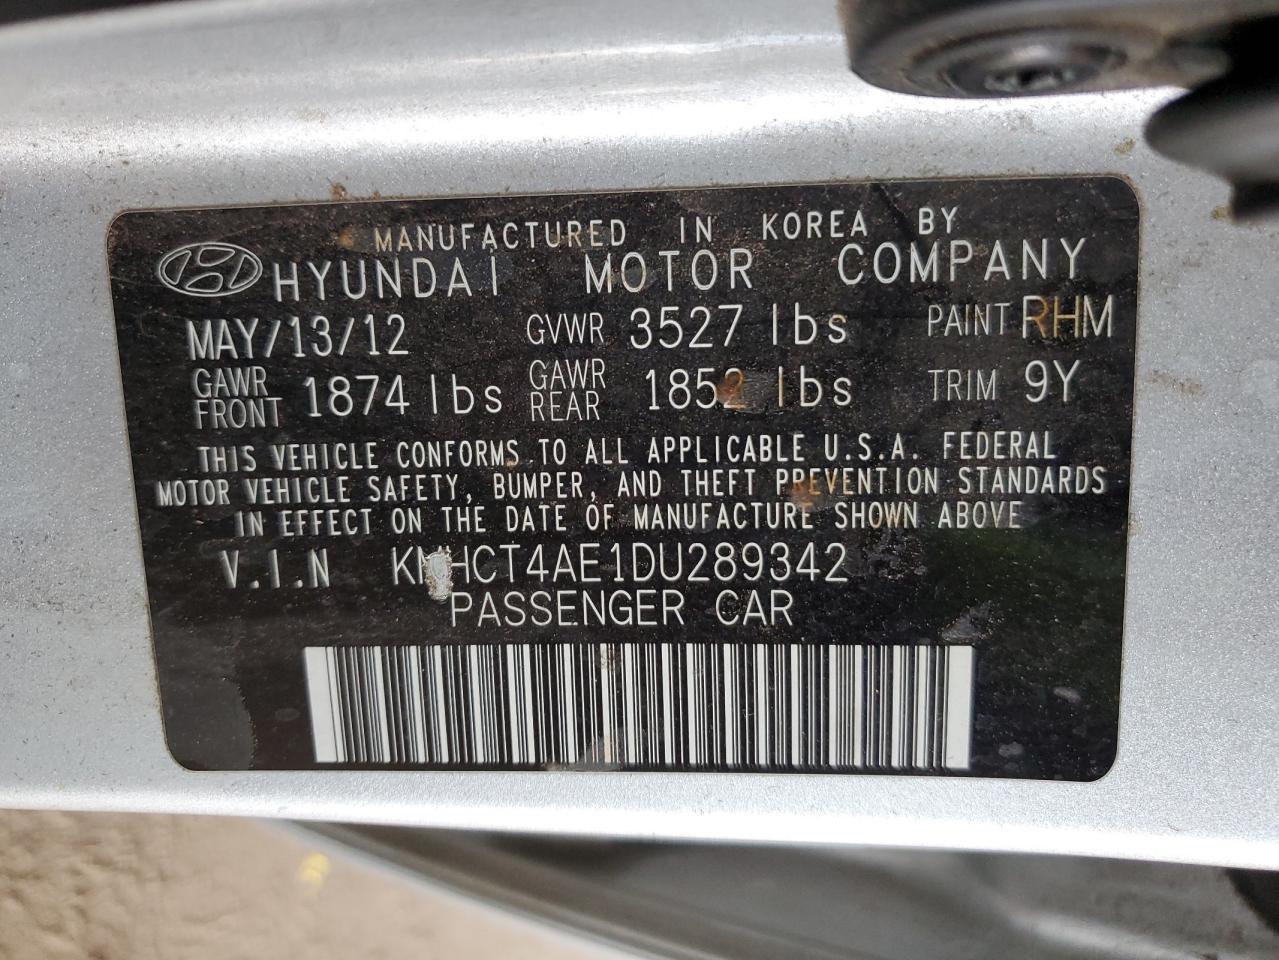 MANUFACTURED IN KOREA BY
HYUNDAI MOTOR COMPANY
MAY/13/12 GVWR 3527 lbs PAINT RHM
GAWR FRONT 1874 lbs GAWR REAR 1852 lbs TRIM 9Y
THIS VEHICLE CONFORMS TO ALL APPLICABLE U.S.A. FEDERAL
MOTOR VEHICLE SAFETY, BUMPER, AND THEFT PREVENTION STANDARDS
IN EFFECT ON THE DATE OF MANUFACTURE SHOWN ABOVE
V.I.N KMHCT4AE1DU289342
PASSENGER CAR